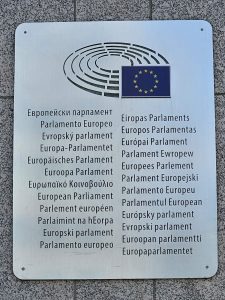 Европейски парламент
Parlamento Europeo
Evropský parlament
Europa-Parlamentet
Europäisches Parlament
Euroopa Parlament
Ευρωπαϊκό Κοινοβούλιο
European Parliament
Parlement européen
Parlaimint na hEorpa
Europski parlament
Parlamento europeo
Eiropas Parlaments
Europos Parlamentas
Európai Parlament
Parlament Ewropew
Europees Parlement
Parlament Europejski
Parlamento Europeu
Parlamentul European
Európsky parlament
Evropski parlament
Euroopan parlamentti
Europaparlamentet